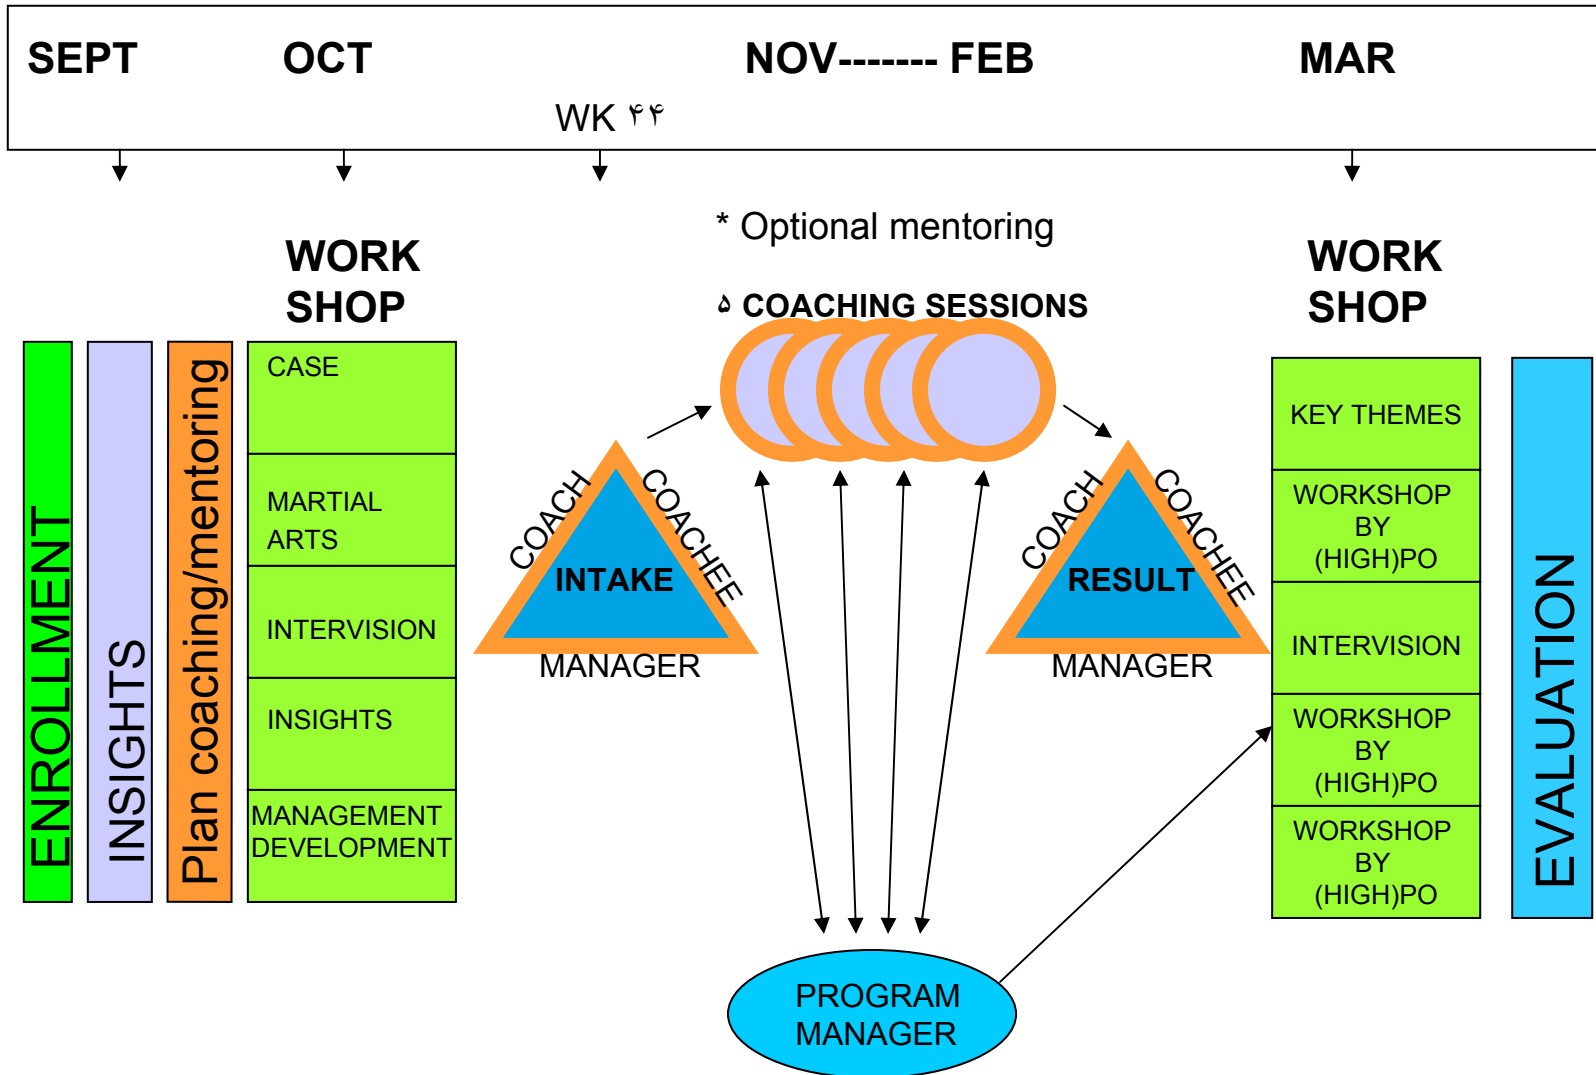 SEPT OCT NOV------- FEB MAR
WK ۴۴
* Optional mentoring
WORK
SHOP
۵ COACHING SESSIONS
WORK
SHOP
ENROLLMENT
INSIGHTS
Plan coaching/mentoring
CASE
MARTIAL
ARTS
INTERVISION
INSIGHTS
MANAGEMENT
DEVELOPMENT
COACH
COACHEE
INTAKE
MANAGER
COACH
COACHEE
RESULT
MANAGER
KEY THEMES
WORKSHOP
BY
(HIGH)PO
INTERVISION
WORKSHOP
BY
(HIGH)PO
WORKSHOP
BY
(HIGH)PO
EVALUATION
PROGRAM
MANAGER